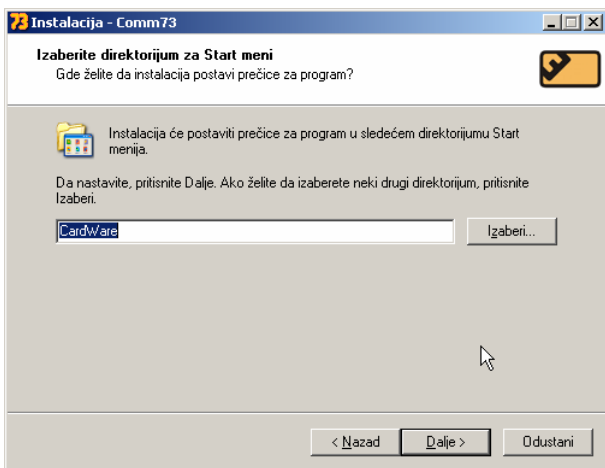 73 Instalacija - Comm73
Izaberite direktorijum za Start meni
Gde želite da instalacija postavi prečice za program?
Instalacija će postaviti prečice za program u sledećem direktorijumu Start
menija.
Da nastavite, pritisnite Dalje. Ako želite da izaberete neki drugi direktorijum, pritisnite
Izaberi.
CardWare
Izaberi...
< Nazad
Dalje >
Odustani